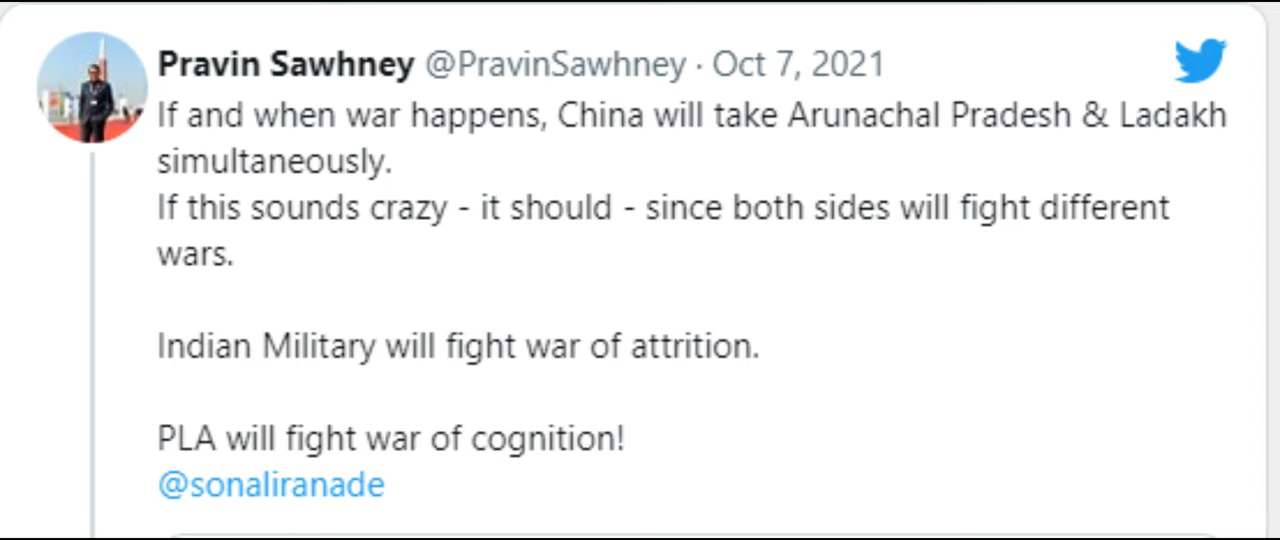 Pravin Sawhney @PravinSawhney · Oct 7, 2021
If and when war happens, China will take Arunachal Pradesh & Ladakh
simultaneously.
If this sounds crazy - it should - since both sides will fight different
wars.
Indian Military will fight war of attrition.
PLA will fight war of cognition!
@sonaliranade